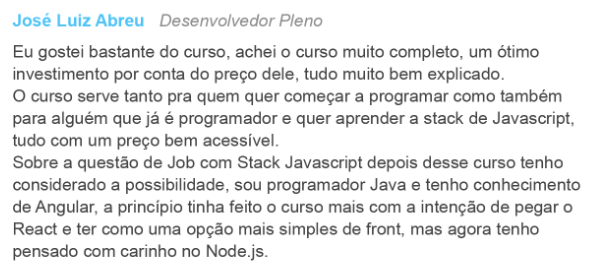 José Luiz Abreu Desenvolvedor Pleno
Eu gostei bastante do curso, achei o curso muito completo, um ótimo
investimento por conta do preço dele, tudo muito bem explicado.
O curso serve tanto pra quem quer começar a programar como também
para alguém que já é programador e quer aprender a stack de Javascript,
tudo com um preço bem acessível.
Sobre a questão de Job com Stack Javascript depois desse curso tenho
considerado a possibilidade, sou programador Java e tenho conhecimento
de Angular, a princípio tinha feito o curso mais com a intenção de pegar o
React e ter como uma opção mais simples de front, mas agora tenho
pensado com carinho no Node.js.